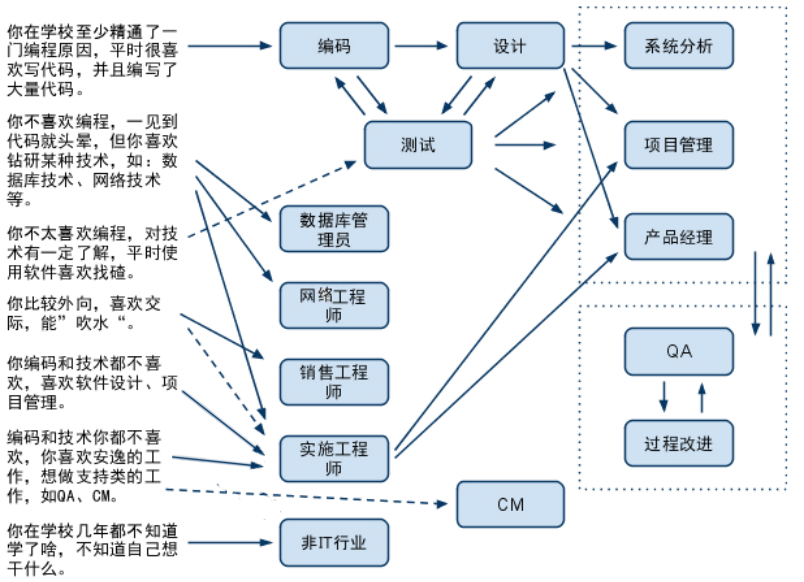 你在学校至少精通了一
门编程原因，平时很喜
欢写代码，并且编写了
大量代码。
编码
设计
系统分析
你不喜欢编程，一见到
代码就头晕，但你喜欢
钻研某种技术，如：数
据库技术、网络技术
等。
测试
项目管理
你不太喜欢编程，对技
术有一定了解，平时使
用软件喜欢找碴。
数据库管
理员
产品经理
你比较外向，喜欢交
际，能”吹水“。
网络工程
师
你编码和技术都不喜
欢，喜欢软件设计、项
目管理。
销售工程
师
QA
编码和技术你都不喜
欢，你喜欢安逸的工
作，想做支持类的工
作，如QA、CM。
实施工程
师
过程改进
CM
你在学校几年都不知道
学了啥，不知道自己想
干什么。
非IT行业